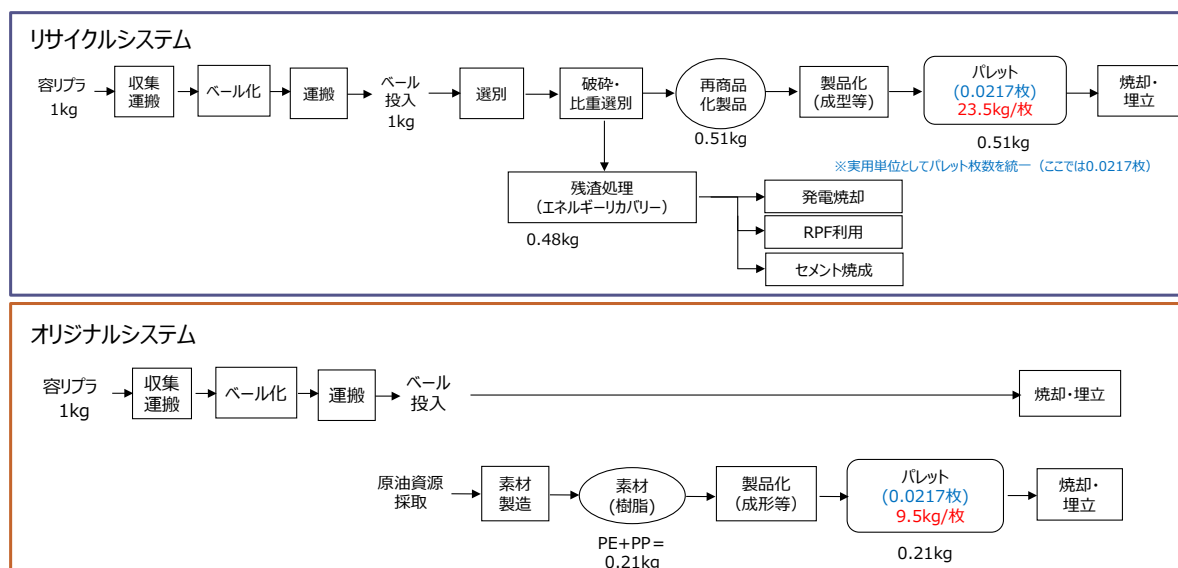 リサイクルシステム
容リプラ
1kg
収集
運搬
ベール化
運搬
ベール
投入
1kg
選別
破砕・
比重選別
再商品
化製品
0.51kg
製品化
(成型等)
パレット
(0.0217枚)
23.5kg/枚
0.51kg
焼却・
埋立
※実用単位としてパレット枚数を統一（ここでは0.0217枚）
残渣処理
（エネルギーリカバリー）
0.48kg
発電焼却
RPF利用
セメント焼成
オリジナルシステム
容リプラ
1kg
収集
運搬
ベール化
運搬
ベール
投入
焼却・埋立
原油資源
採取
素材
製造
素材
(樹脂)
PE+PP＝
0.21kg
製品化
(成形等)
パレット
(0.0217枚)
9.5kg/枚
0.21kg
焼却・
埋立